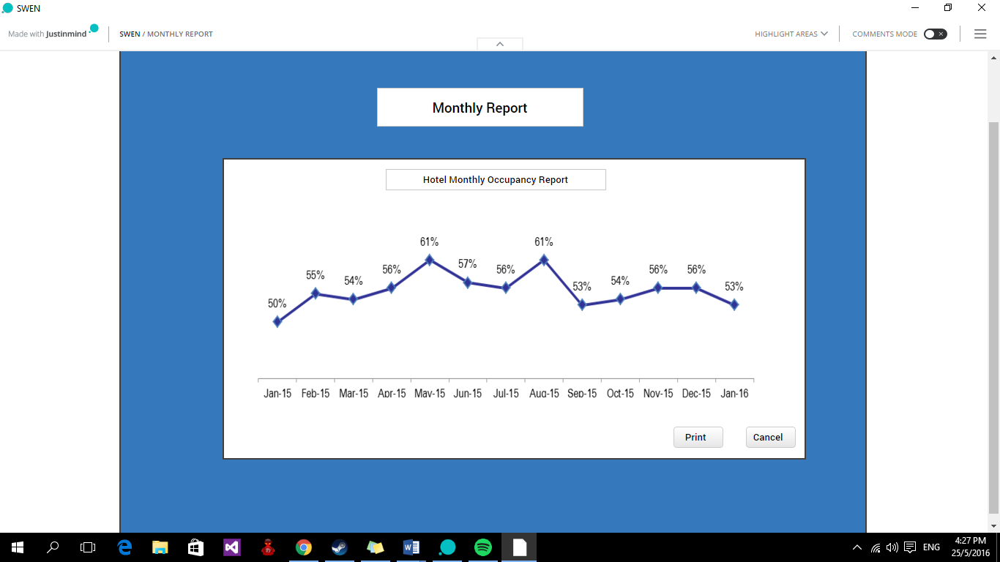 SWEN
Made with Justinmind
SWEN / MONTHLY REPORT
HIGHLIGHT AREAS
COMMENTS MODE
Monthly Report
Hotel Monthly Occupancy Report
50% 55% 54% 56% 61% 57% 56% 61% 53% 54% 56% 56% 53%
Jan-15 Feb-15 Mar-15 Apr-15 May-15 Jun-15 Jul-15 Aug-15 Sep-15 Oct-15 Nov-15 Dec-15 Jan-16
Print Cancel
ENG
4:27 PM
25/5/2016